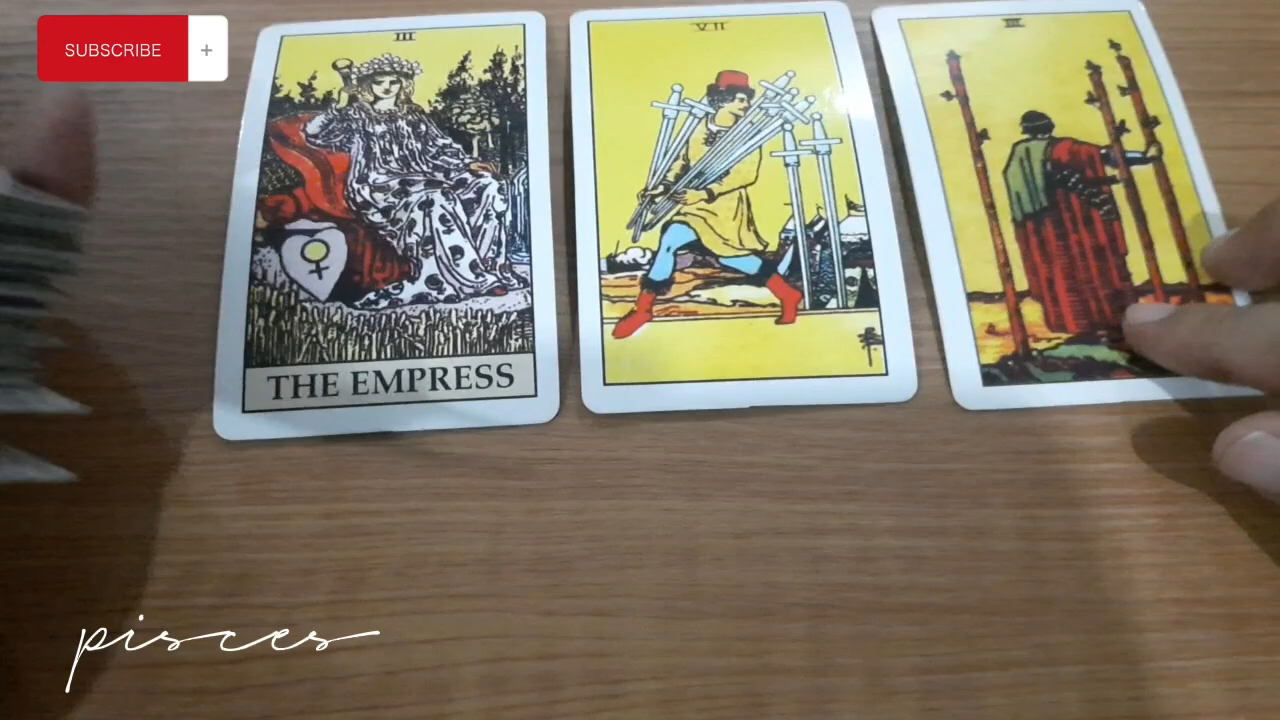 SUBSCRIBE +
III
VII
III
THE EMPRESS
pisces